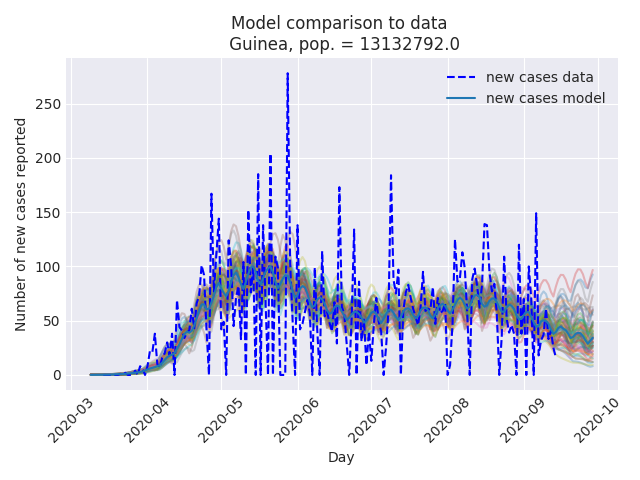 Model comparison to data
Guinea, pop. = 13132792.0
new cases data
new cases model
Number of new cases reported
250
200
150
100
50
0
2020-03
2020-04
2020-05
2020-06
2020-07
2020-08
2020-09
2020-10
Day